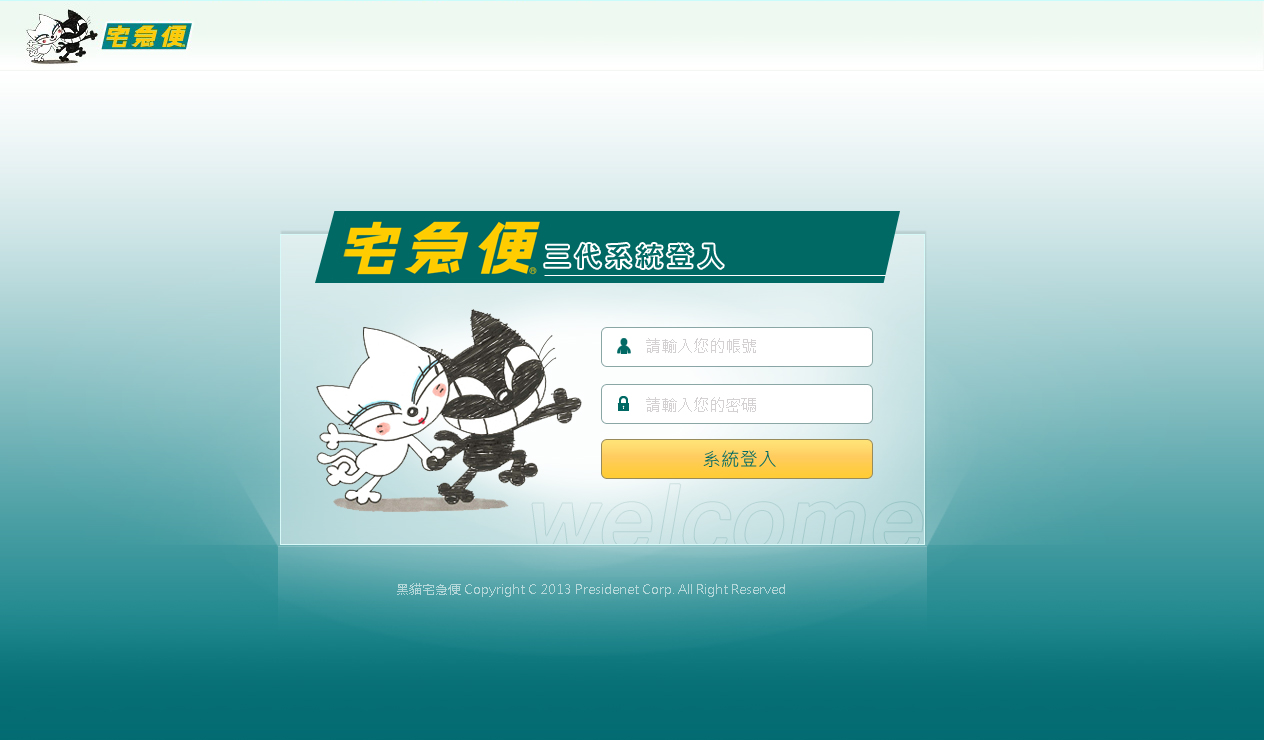 宅急便
宅急便® 三代系統登入
請輸入您的帳號
請輸入您的密碼
系統登入
welcome
黑貓宅急便 Copyright C 2013 Presidenet Corp. All Right Reserved